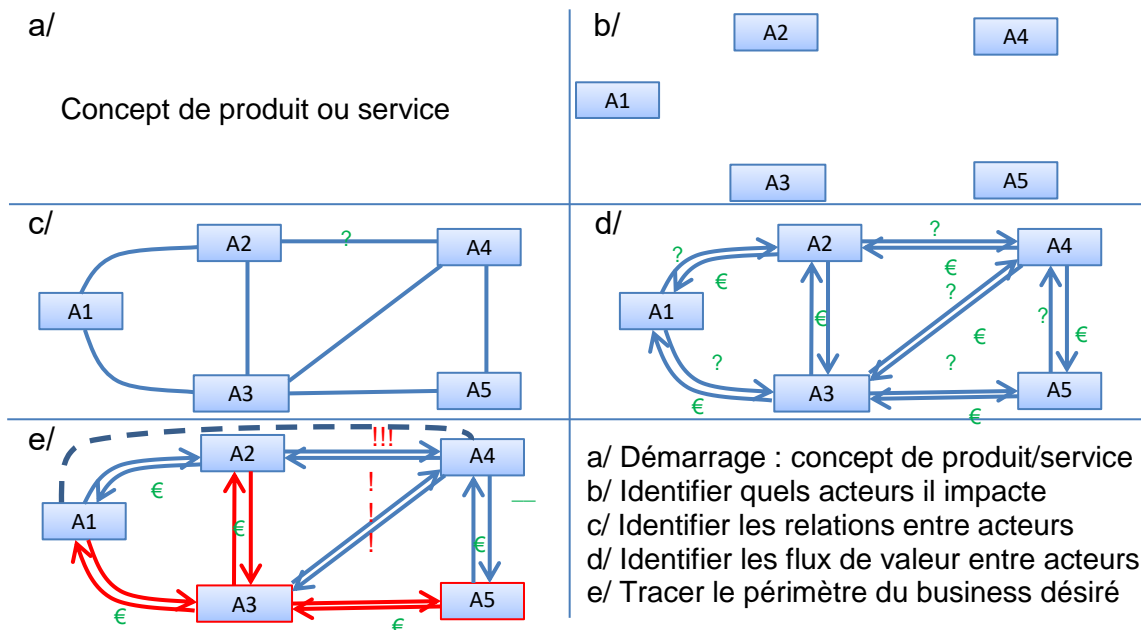 a/
Concept de produit ou service
b/
A2
A4
A1
A3
A5
c/
A2
?
A4
A1
A3
A5
d/
A2
?
A4
?
€
€
?
A1
€
?
€
?
€
?
A3
A5
€
€
e/
!!!
A2
A4
€
!
!
!
—
A1
€
€
A3
A5
€
€
a/ Démarrage : concept de produit/service
b/ Identifier quels acteurs il impacte
c/ Identifier les relations entre acteurs
d/ Identifier les flux de valeur entre acteurs
e/ Tracer le périmètre du business désiré